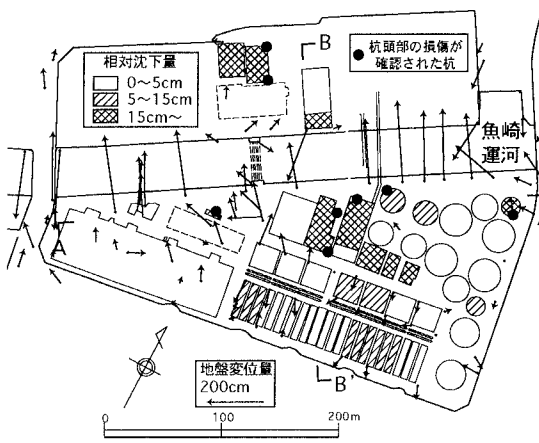 相対沈下量
0〜5cm
5〜15cm
15cm〜
B
杭頭部の損傷が
確認された杭
魚崎
運河
A
地盤変位量
200cm
B'
0
100
200m